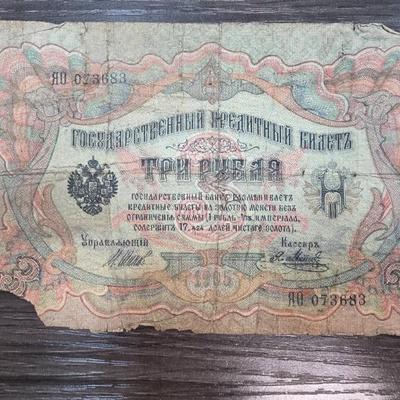 ЯО 073683
ГОСУДАРСТВЕННЫЙ КРЕДИТНЫЙ БИЛЕТЪ
ТРИ РУБЛЯ
ГОСУДАРСТВЕННЫЙ БАНКЪ РАЗМѢНИВАЕТЪ
КРЕДИТНЫЕ БИЛЕТЫ НА ЗОЛОТУЮ МОНЕТУ БЕЗЪ
ОГРАНИЧЕНІЯ СУММЫ (1 РУБЛЬ = 1/15 ИМПЕРІАЛА,
СОДЕРЖИТЪ 17,424 ДОЛЕЙ ЧИСТАГО ЗОЛОТА).
Управляющій Кассиръ
ЯО 073683